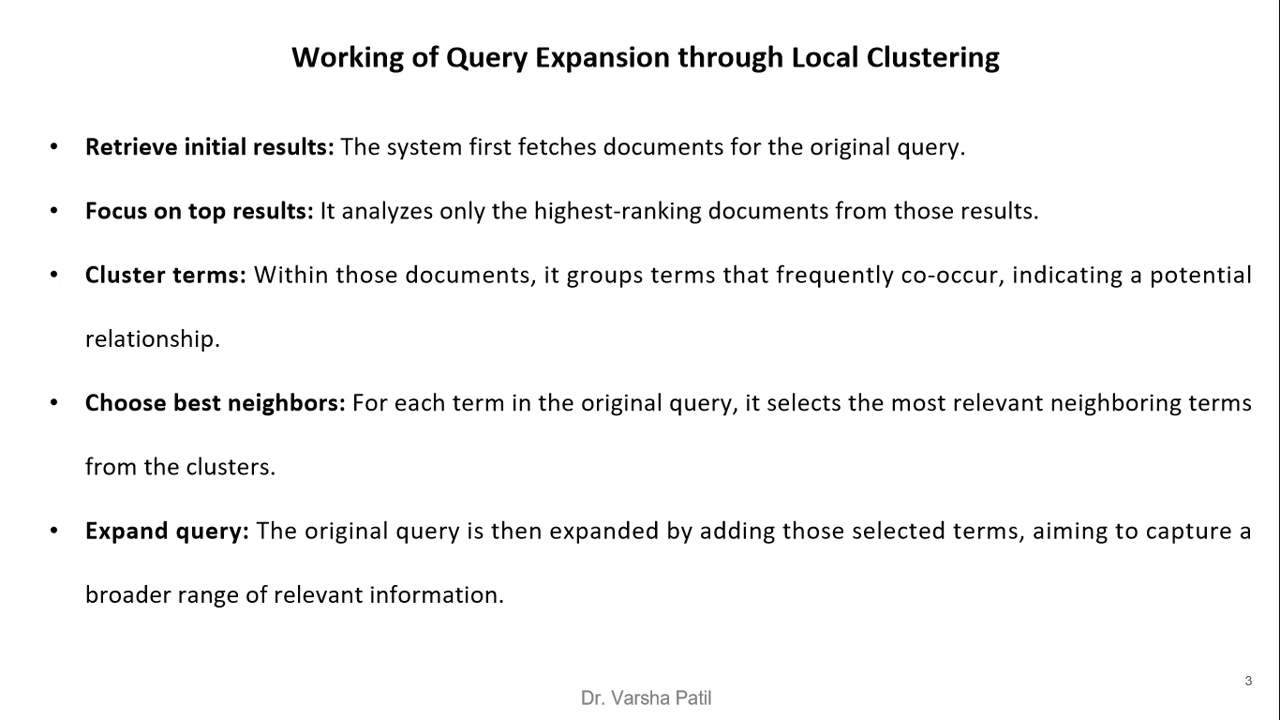 Working of Query Expansion through Local Clustering
• Retrieve initial results: The system first fetches documents for the original query.
• Focus on top results: It analyzes only the highest-ranking documents from those results.
• Cluster terms: Within those documents, it groups terms that frequently co-occur, indicating a potential
relationship.
• Choose best neighbors: For each term in the original query, it selects the most relevant neighboring terms
from the clusters.
• Expand query: The original query is then expanded by adding those selected terms, aiming to capture a
broader range of relevant information.
3
Dr. Varsha Patil